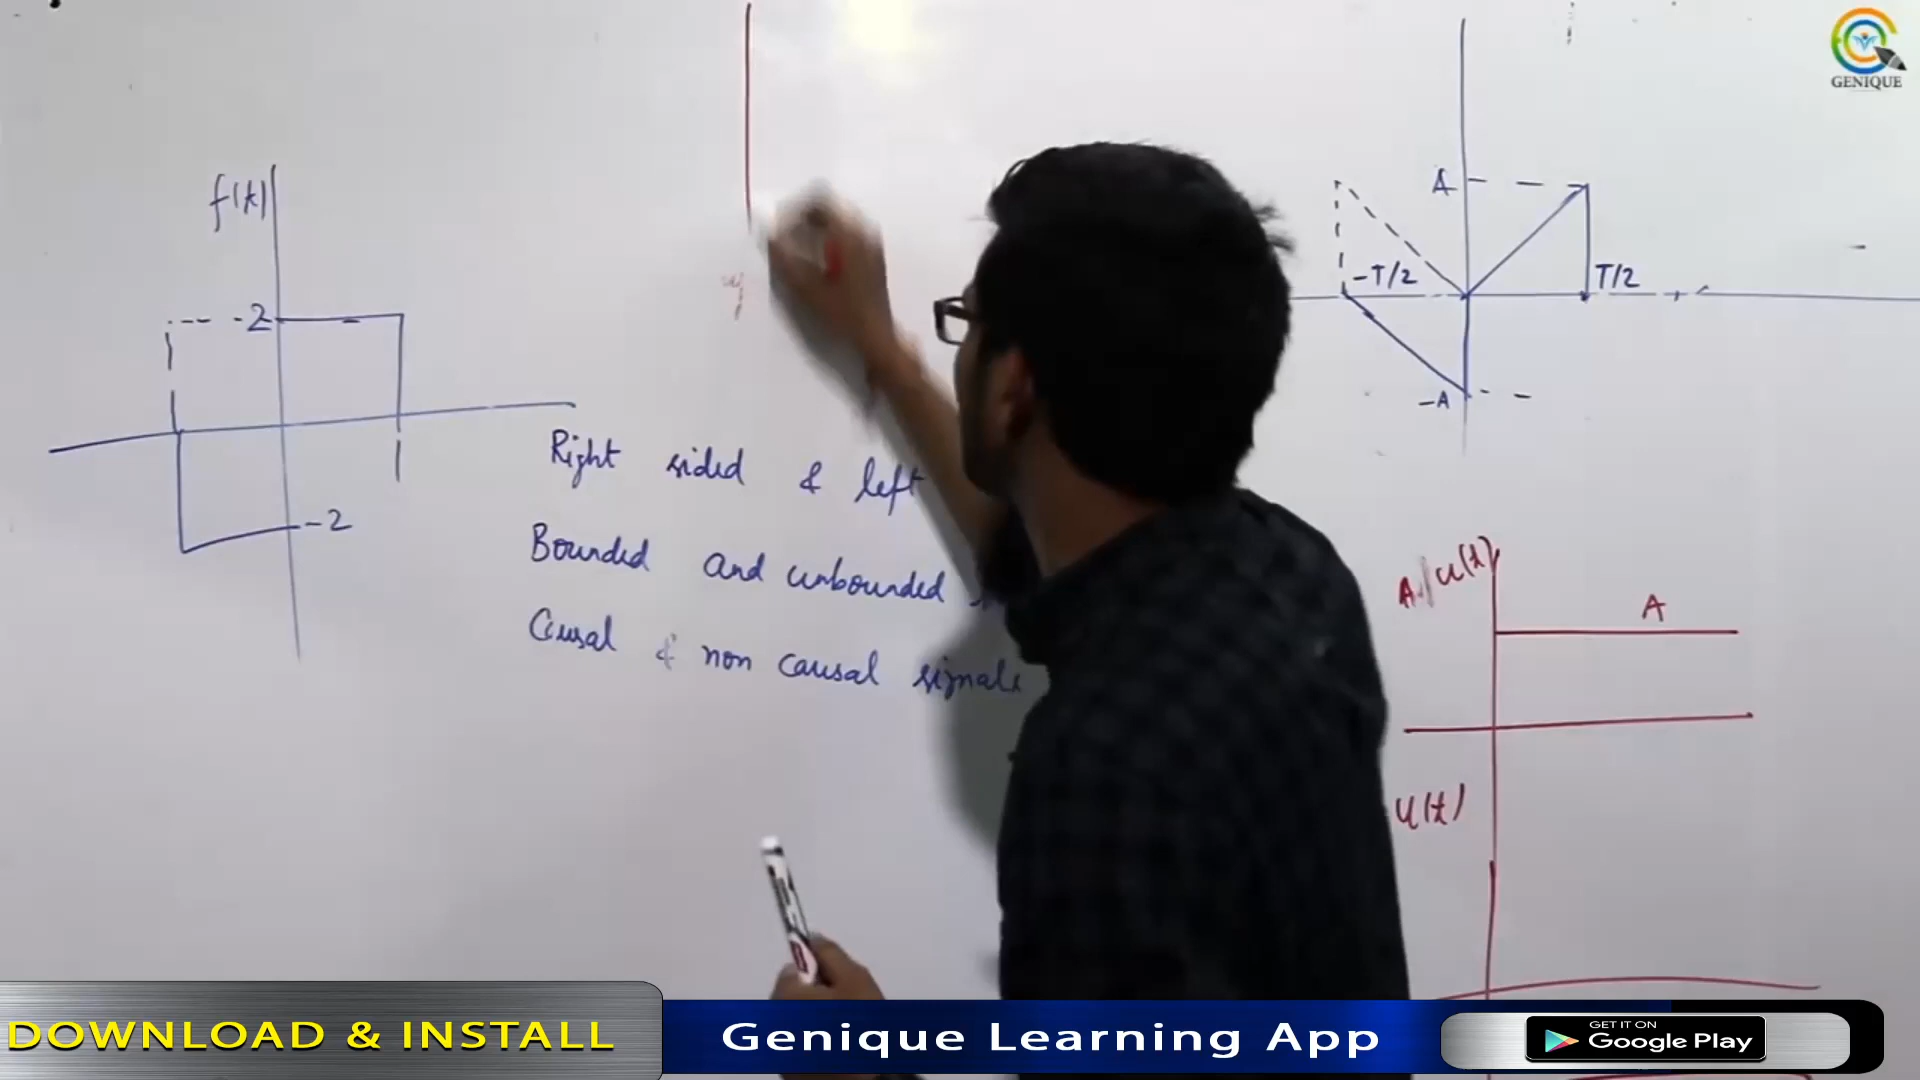 GENIQUE
f(t)
A
-T/2
T/2
-2
-A
Right sided & left
-2
Bounded and unbounded
A
u(t)
A
Causal & non causal signals
u(t)
DOWNLOAD & INSTALL
Genique Learning App
GET IT ON
Google Play